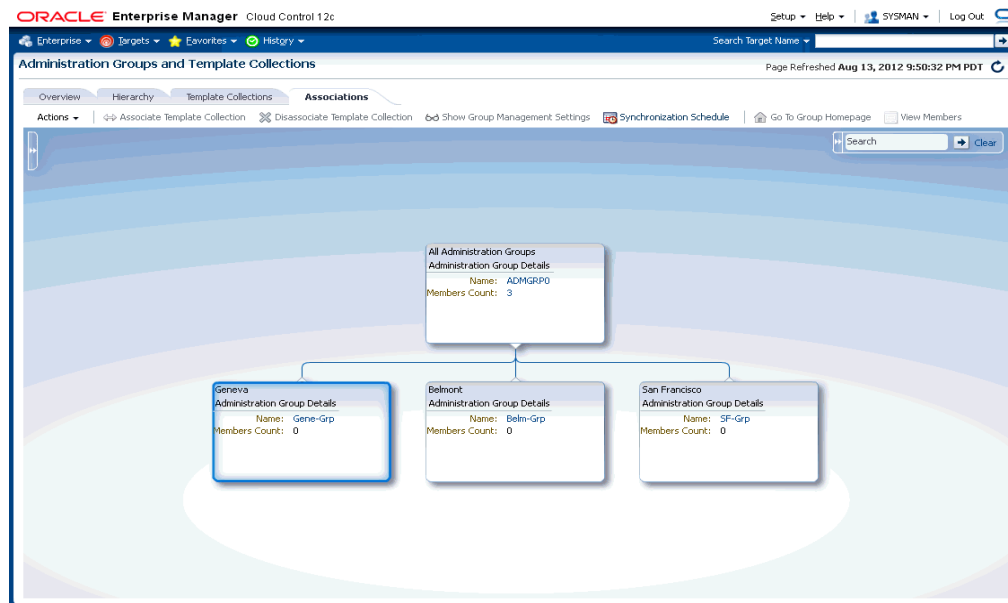 ORACLE Enterprise Manager Cloud Control 12c
Setup Help SYSMAN Log Out
Enterprise Targets Favorites History Search Target Name
Administration Groups and Template Collections
Page Refreshed Aug 13, 2012 9:50:32 PM PDT
Overview Hierarchy Template Collections Associations
Actions Associate Template Collection Disassociate Template Collection Show Group Management Settings Synchronization Schedule Go To Group Homepage View Members
Search Clear
All Administration Groups
Administration Group Details
Name: ADMGRP0
Members Count: 3
Geneva
Administration Group Details
Name: Gene-Grp
Members Count: 0
Belmont
Administration Group Details
Name: Belm-Grp
Members Count: 0
San Francisco
Administration Group Details
Name: SF-Grp
Members Count: 0